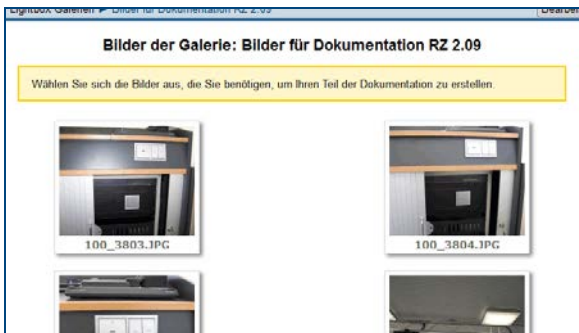 Lightbox Galerien ► Bilder für Dokumentation RZ 2.09
Bearbei
Bilder der Galerie: Bilder für Dokumentation RZ 2.09
Wählen Sie sich die Bilder aus, die Sie benötigen, um Ihren Teil der Dokumentation zu erstellen.
100_3803.JPG
100_3804.JPG